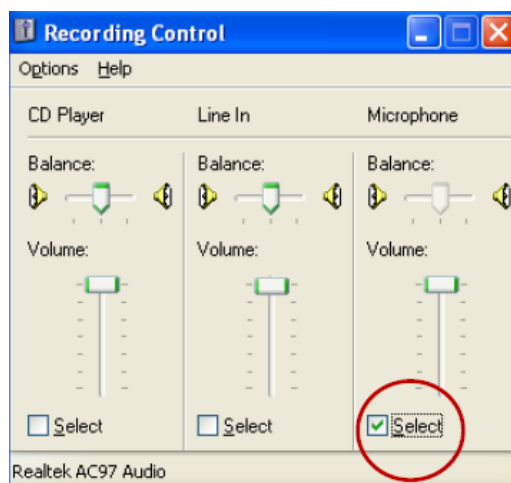 Recording Control
Options Help
CD Player Line In Microphone
Balance: Balance: Balance:
Volume: Volume: Volume:
Select Select Select
Realtek AC97 Audio